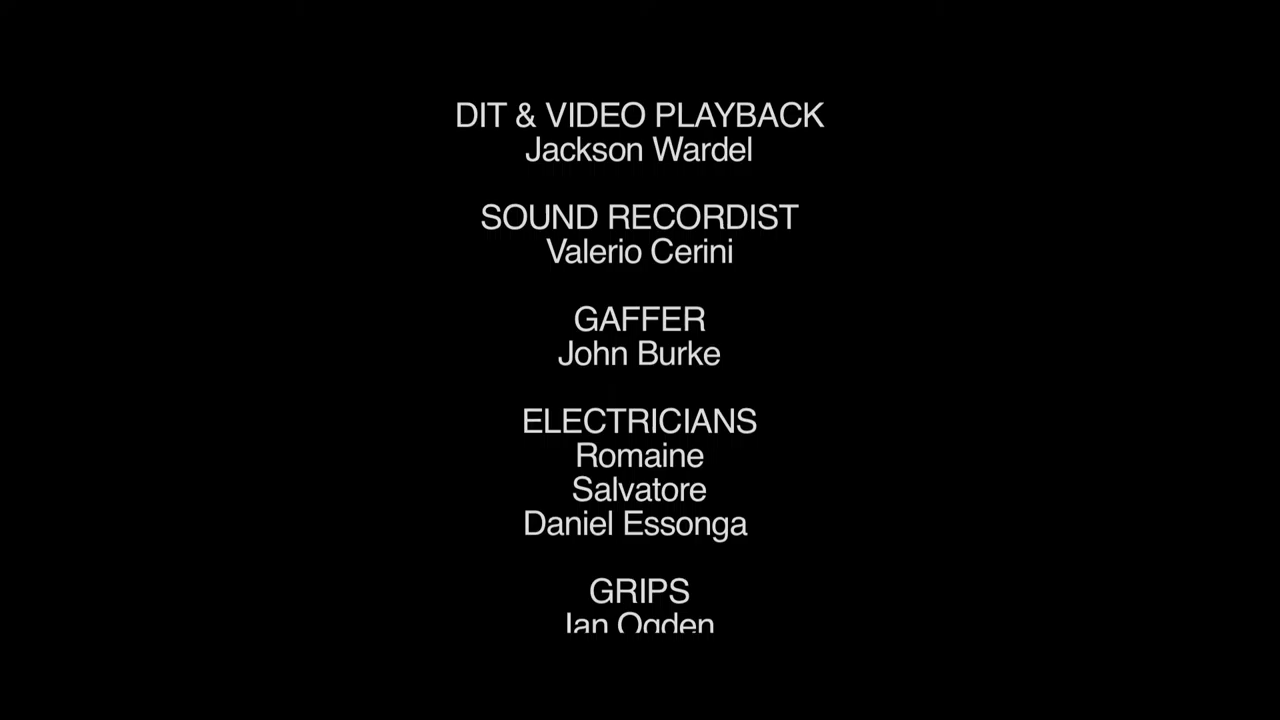 DIT & VIDEO PLAYBACK
Jackson Wardel
SOUND RECORDIST
Valerio Cerini
GAFFER
John Burke
ELECTRICIANS
Romaine
Salvatore
Daniel Essonga
GRIPS
Ian Ogden